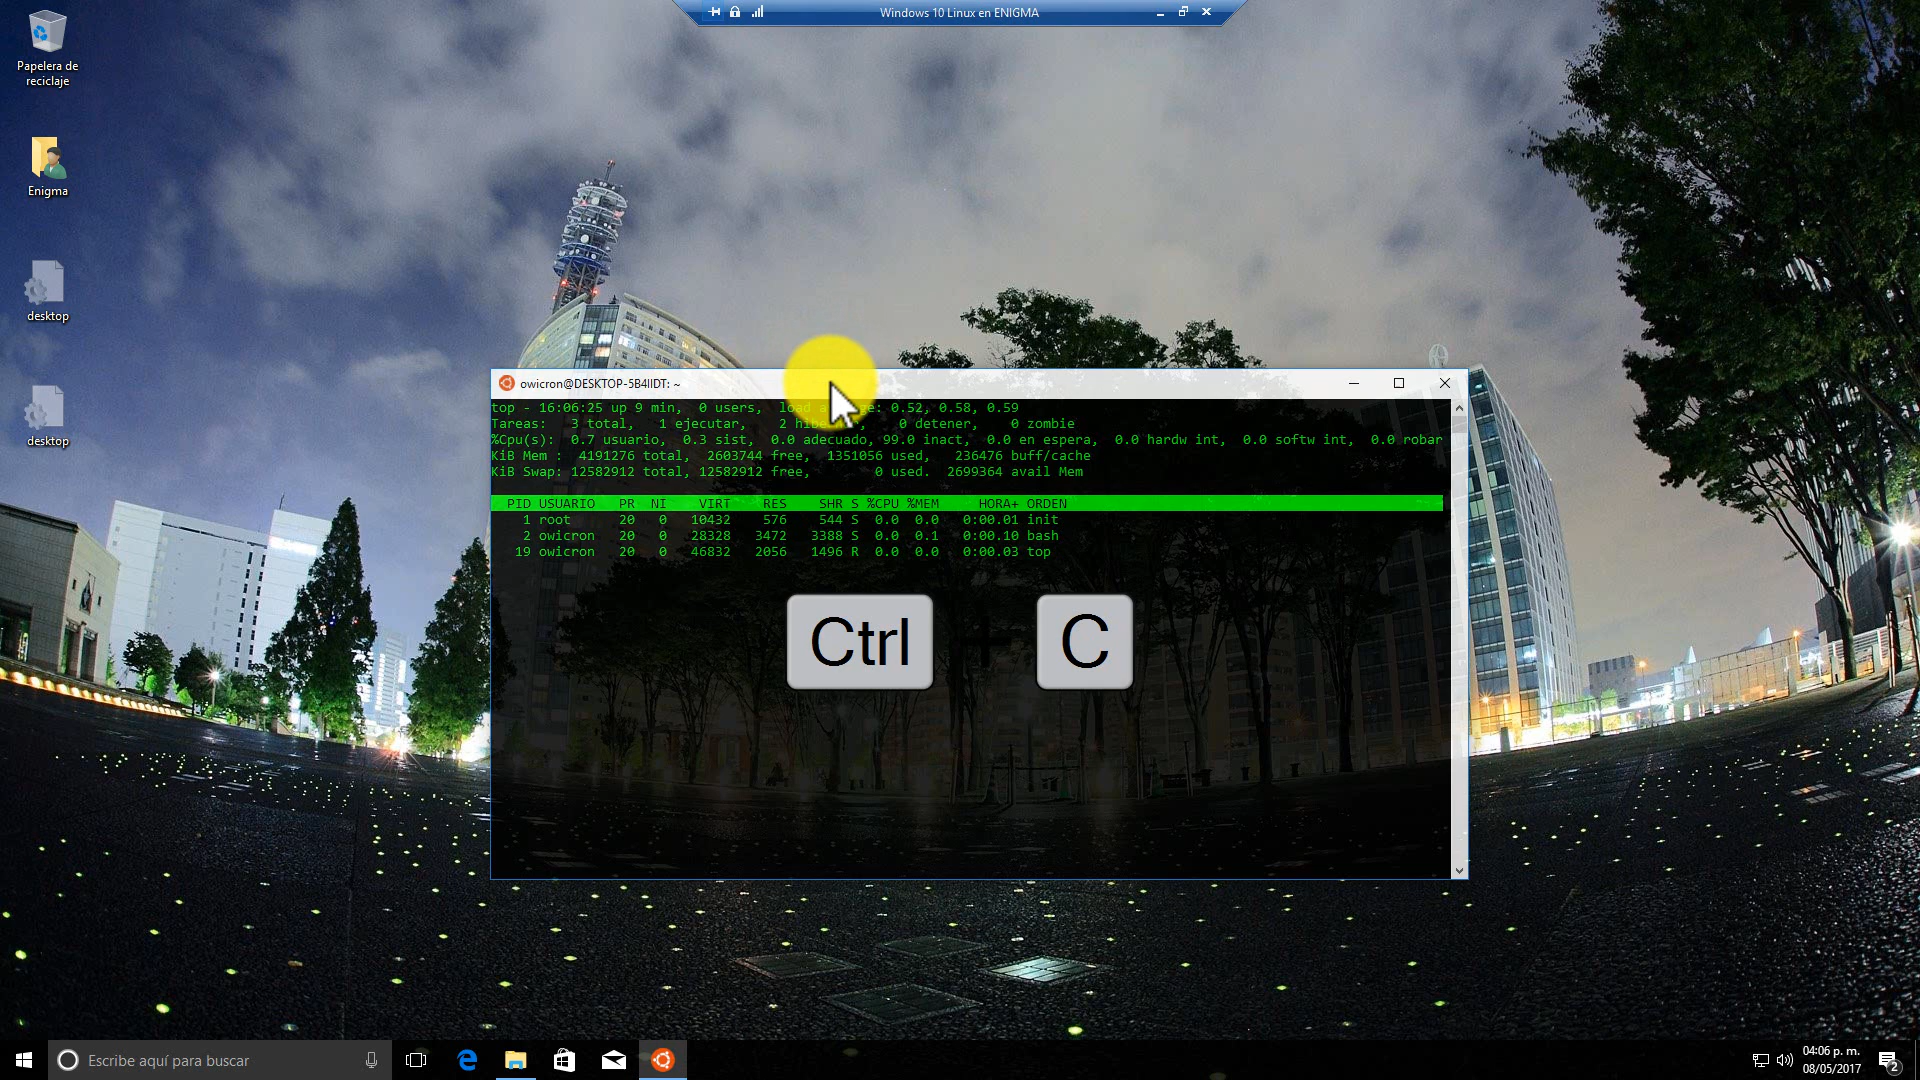 Windows 10 Linux en ENIGMA
Papelera de
reciclaje
Enigma
desktop
desktop
owicron@DESKTOP-5B4IIDT: ~
top - 16:06:25 up 9 min,  0 users,  load a    ge: 0.52, 0.58, 0.59
Tareas:   3 total,   1 ejecutar,    2 hibe    ,   0 detener,    0 zombie
%Cpu(s):  0.7 usuario,  0.3 sist,  0.0 adecuado, 99.0 inact,  0.0 en espera,  0.0 hardw int,  0.0 softw int,  0.0 robar
KiB Mem :  4191276 total,  2603744 free,  1351056 used,   236476 buff/cache
KiB Swap: 12582912 total, 12582912 free,        0 used.  2699364 avail Mem
PID USUARIO   PR  NI    VIRT    RES    SHR S %CPU %MEM     HORA+ ORDEN
1 root      20   0   10432    576    544 S  0.0  0.0   0:00.01 init
2 owicron   20   0   28328   3472   3388 S  0.0  0.1   0:00.10 bash
19 owicron   20   0   46832   2056   1496 R  0.0  0.0   0:00.03 top
Ctrl + C
Escribe aquí para buscar
04:06 p. m.
08/05/2017
2